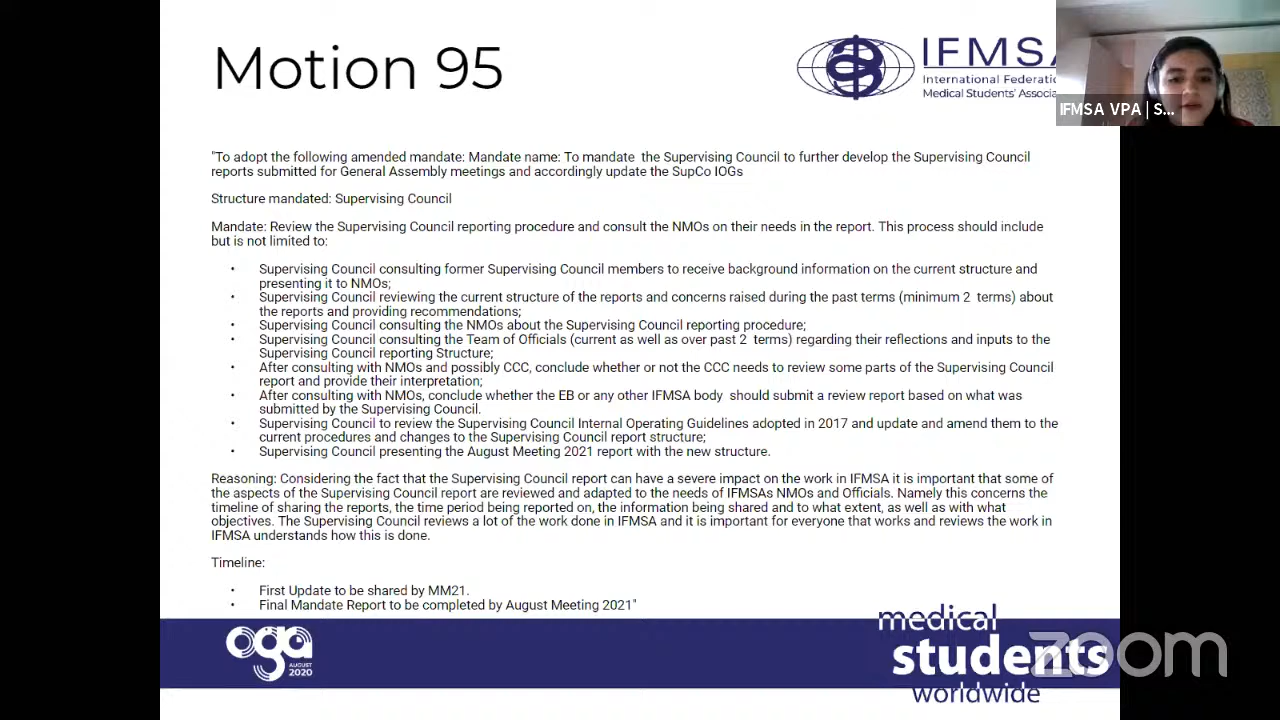 Motion 95
IFMSA
International Federatio
Medical Students' Associa
IFMSA VPA | S...
"To adopt the following amended mandate: Mandate name: To mandate the Supervising Council to further develop the Supervising Council
reports submitted for General Assembly meetings and accordingly update the SupCo IOGs
Structure mandated: Supervising Council
Mandate: Review the Supervising Council reporting procedure and consult the NMOs on their needs in the report. This process should include
but is not limited to:
• Supervising Council consulting former Supervising Council members to receive background information on the current structure and
presenting it to NMOs;
• Supervising Council reviewing the current structure of the reports and concerns raised during the past terms (minimum 2 terms) about
the reports and providing recommendations;
• Supervising Council consulting the NMOs about the Supervising Council reporting procedure;
• Supervising Council consulting the Team of Officials (current as well as over past 2 terms) regarding their reflections and inputs to the
Supervising Council reporting Structure;
• After consulting with NMOs and possibly CCC, conclude whether or not the CCC needs to review some parts of the Supervising Council
report and provide their interpretation;
• After consulting with NMOs, conclude whether the EB or any other IFMSA body should submit a review report based on what was
submitted by the Supervising Council.
• Supervising Council to review the Supervising Council Internal Operating Guidelines adopted in 2017 and update and amend them to the
current procedures and changes to the Supervising Council report structure;
• Supervising Council presenting the August Meeting 2021 report with the new structure.
Reasoning: Considering the fact that the Supervising Council report can have a severe impact on the work in IFMSA it is important that some of
the aspects of the Supervising Council report are reviewed and adapted to the needs of IFMSAs NMOs and Officials. Namely this concerns the
timeline of sharing the reports, the time period being reported on, the information being shared and to what extent, as well as with what
objectives. The Supervising Council reviews a lot of the work done in IFMSA and it is important for everyone that works and reviews the work in
IFMSA understands how this is done.
Timeline:
• First Update to be shared by MM21.
• Final Mandate Report to be completed by August Meeting 2021"
oga
AUGUST
2020
medical
students
worldwide
zoom